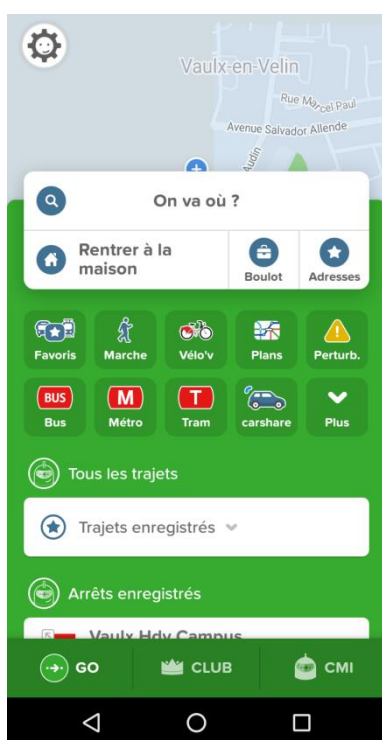 Vaulx-en-Velin
Rue Marcel Paul
Avenue Salvador Allende
Audin
On va où ?
Rentrer à la
maison
Boulot
Adresses
Favoris
Marche
Vélo'v
Plans
Perturb.
BUS
M
T
Bus
Métro
Tram
carshare
Plus
Tous les trajets
Trajets enregistrés
Arrêts enregistrés
Vaulx Hdv Campus
GO
CLUB
CMI